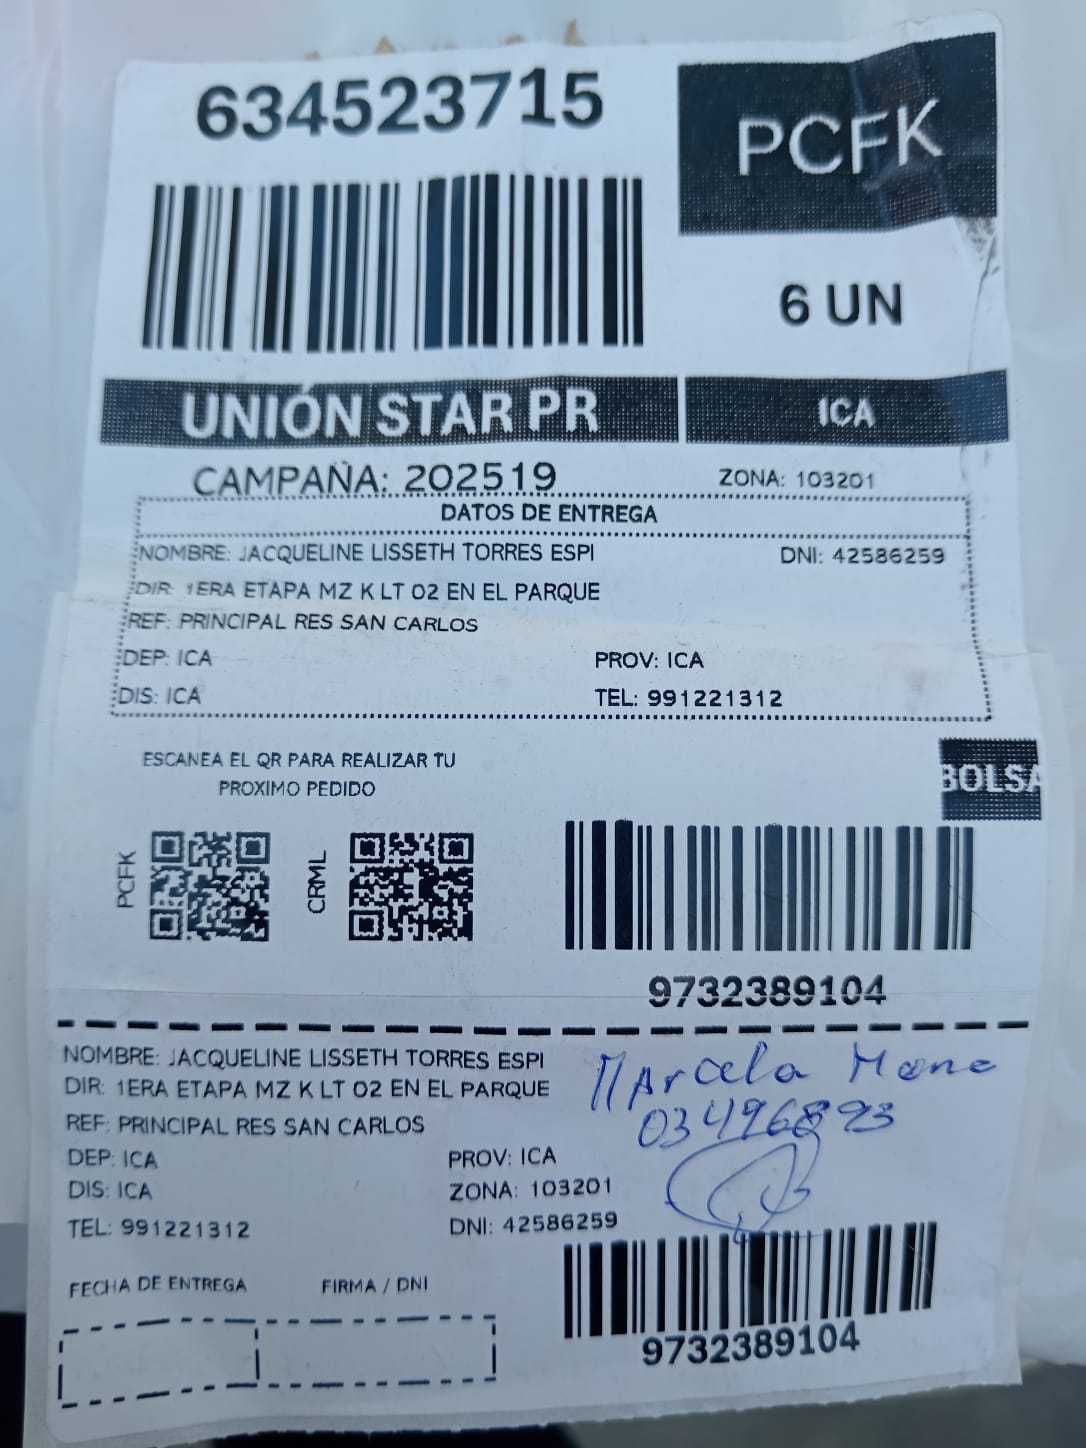 634523715
PCFK
6 UN
UNIÓN STAR PR
ICA
CAMPAÑA: 202519
ZONA: 103201
DATOS DE ENTREGA
NOMBRE: JACQUELINE LISSETH TORRES ESPI
DNI: 42586259
DIR: 1ERA ETAPA MZ K LT 02 EN EL PARQUE
REF: PRINCIPAL RES SAN CARLOS
DEP: ICA
PROV: ICA
DIS: ICA
TEL: 991221312
ESCANEA EL QR PARA REALIZAR TU
PROXIMO PEDIDO
BOLSA
PCFK
CRML
9732389104
NOMBRE: JACQUELINE LISSETH TORRES ESPI
DIR: 1ERA ETAPA MZ K LT 02 EN EL PARQUE
REF: PRINCIPAL RES SAN CARLOS
DEP: ICA
PROV: ICA
DIS: ICA
ZONA: 103201
TEL: 991221312
DNI: 42586259
Marcela
FECHA DE ENTREGA
FIRMA / DNI
9732389104